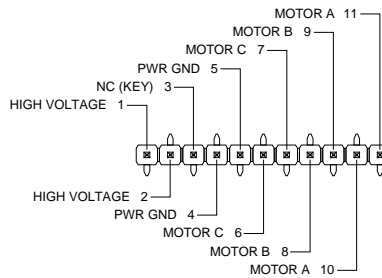 MOTOR A 11
MOTOR B 9
MOTOR C 7
PWR GND 5
NC (KEY) 3
HIGH VOLTAGE 1
HIGH VOLTAGE 2
PWR GND 4
MOTOR C 6
MOTOR B 8
MOTOR A 10